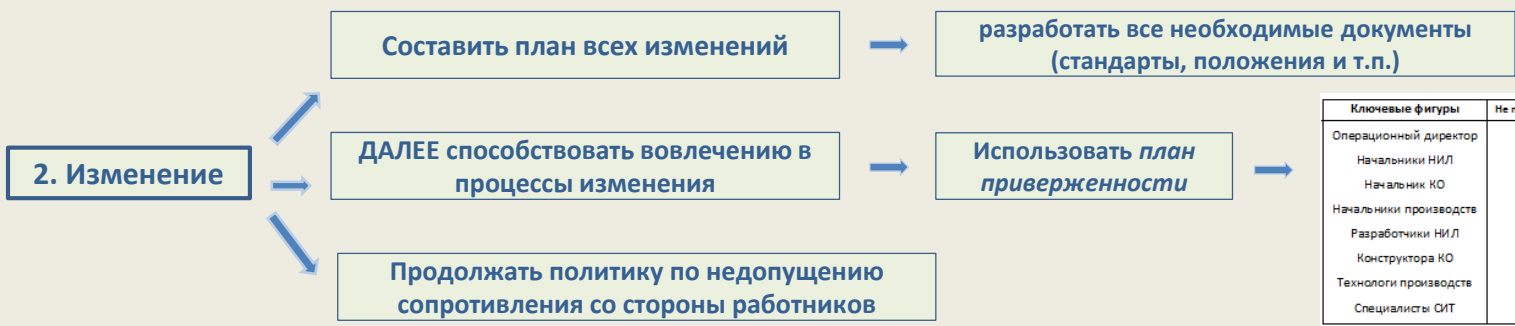 Составить план всех изменений
разработать все необходимые документы
(стандарты, положения и т.п.)
2. Изменение
ДАЛЕЕ способствовать вовлечению в
процессы изменения
Использовать план
приверженности
Продолжать политику по недопущению
сопротивления со стороны работников
Ключевые фигуры
Не
Операционный директор
Начальники НИЛ
Начальник КО
Начальники производств
Разработчики НИЛ
Конструктора КО
Технологи производств
Специалисты СИТ